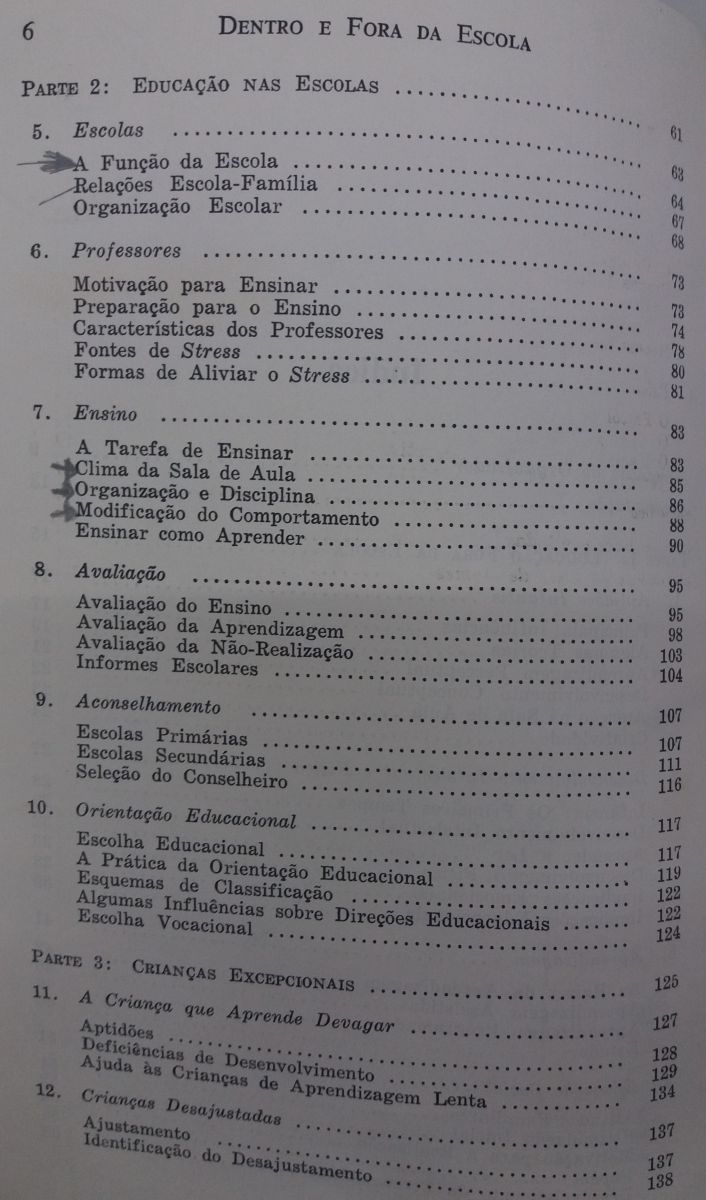 6 DENTRO E FORA DA ESCOLA
PARTE 2: EDUCAÇÃO NAS ESCOLAS .......... 61
5. Escolas .......... 63
A Função da Escola .......... 64
Relações Escola-Família .......... 67
Organização Escolar .......... 68
6. Professores .......... 73
Motivação para Ensinar .......... 73
Preparação para o Ensino .......... 74
Características dos Professores .......... 78
Fontes de Stress .......... 80
Formas de Aliviar o Stress .......... 81
7. Ensino .......... 83
A Tarefa de Ensinar .......... 83
Clima da Sala de Aula .......... 85
Organização e Disciplina .......... 86
Modificação do Comportamento .......... 88
Ensinar como Aprender .......... 90
8. Avaliação .......... 95
Avaliação do Ensino .......... 95
Avaliação da Aprendizagem .......... 98
Avaliação da Não-Realização .......... 103
Informes Escolares .......... 104
9. Aconselhamento .......... 107
Escolas Primárias .......... 107
Escolas Secundárias .......... 111
Seleção do Conselheiro .......... 116
10. Orientação Educacional .......... 117
Escolha Educacional .......... 117
A Prática da Orientação Educacional .......... 119
Esquemas de Classificação .......... 122
Algumas Influências sobre Direções Educacionais ....... 122
Escolha Vocacional .......... 124
PARTE 3: CRIANÇAS EXCEPCIONAIS .......... 125
11. A Criança que Aprende Devagar .......... 127
Aptidões .......... 128
Deficiências de Desenvolvimento .......... 129
Ajuda às Crianças de Aprendizagem Lenta .......... 134
12. Crianças Desajustadas .......... 137
Ajustamento .......... 137
Identificação do Desajustamento .......... 138